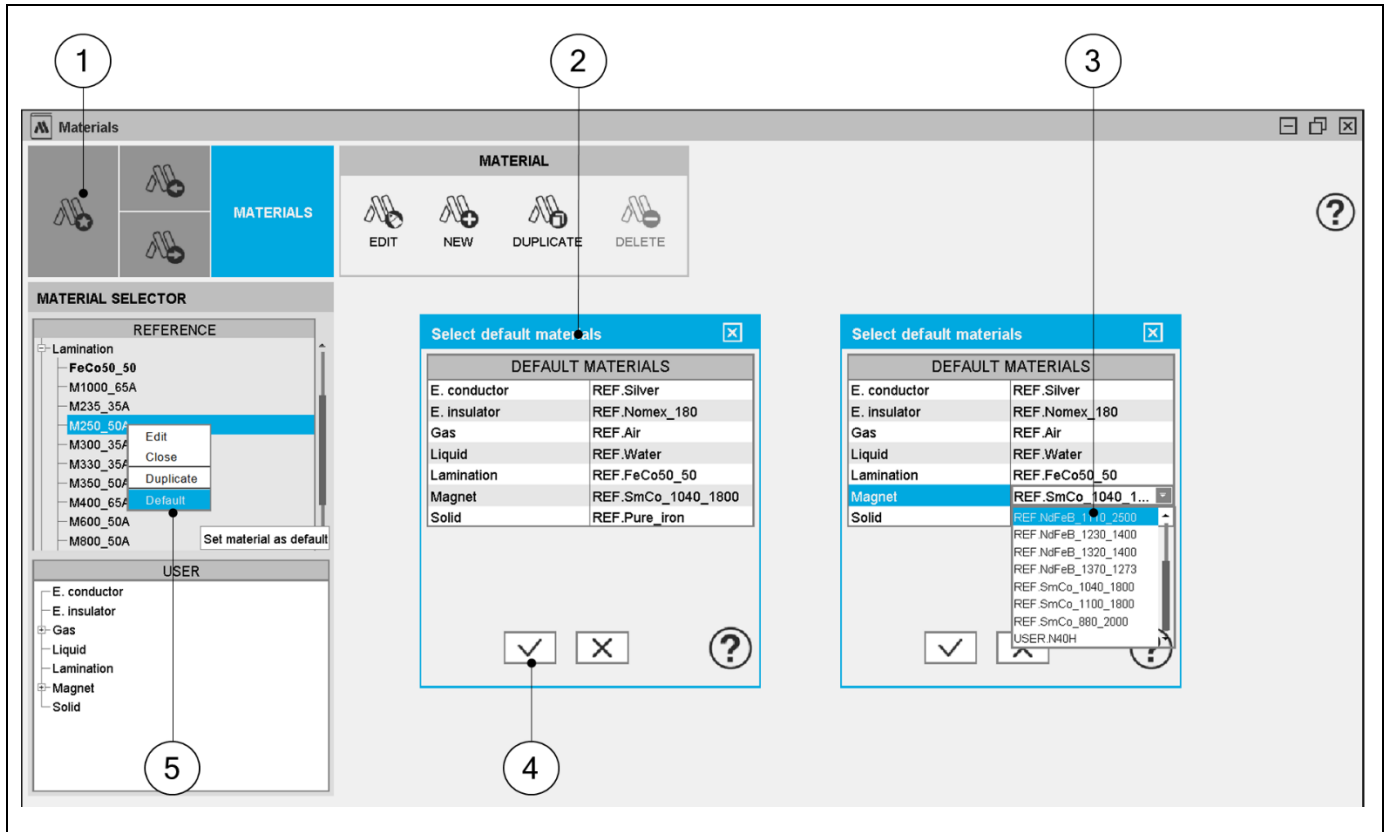 1
2
3
Materials
MATERIALS
MATERIAL
EDIT
NEW
DUPLICATE
DELETE
?
MATERIAL SELECTOR
REFERENCE
Lamination
FeCo50_50
M1000_65A
M235_35A
M250_50A
M300_35A
M330_35A
M350_50A
M400_65A
M600_50A
M800_50A
Edit
Close
Duplicate
Default
Set material as default
USER
E. conductor
E. insulator
Gas
Liquid
Lamination
Magnet
Solid
5
Select default materials
DEFAULT MATERIALS
E. conductor REF.Silver
E. insulator REF.Nomex_180
Gas REF.Air
Liquid REF.Water
Lamination REF.FeCo50_50
Magnet REF.SmCo_1040_1800
Solid REF.Pure_iron
?
4
Select default materials
DEFAULT MATERIALS
E. conductor REF.Silver
E. insulator REF.Nomex_180
Gas REF.Air
Liquid REF.Water
Lamination REF.FeCo50_50
Magnet REF.SmCo_1040_1...
Solid
REF.NdFeB_1110_2500
REF.NdFeB_1230_1400
REF.NdFeB_1320_1400
REF.NdFeB_1370_1273
REF.SmCo_1040_1800
REF.SmCo_1100_1800
REF.SmCo_880_2000
USER.N40H
?